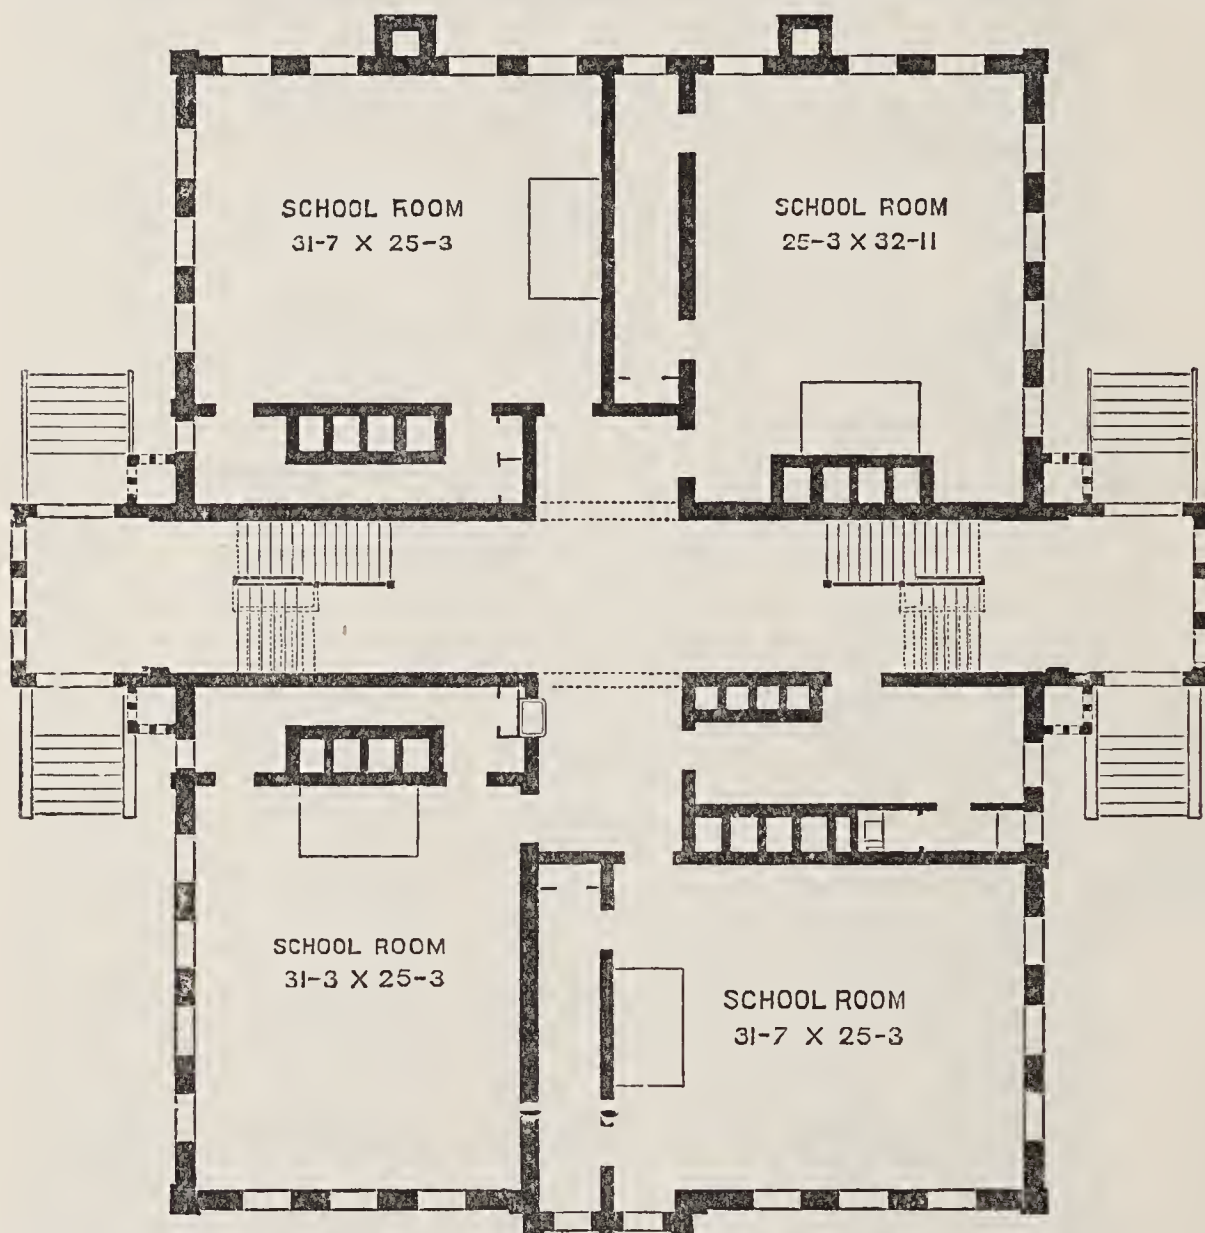 SCHOOL ROOM
31-7 X 25-3
SCHOOL ROOM
25-3 X 32-11
SCHOOL ROOM
31-3 X 25-3
SCHOOL ROOM
31-7 X 25-3